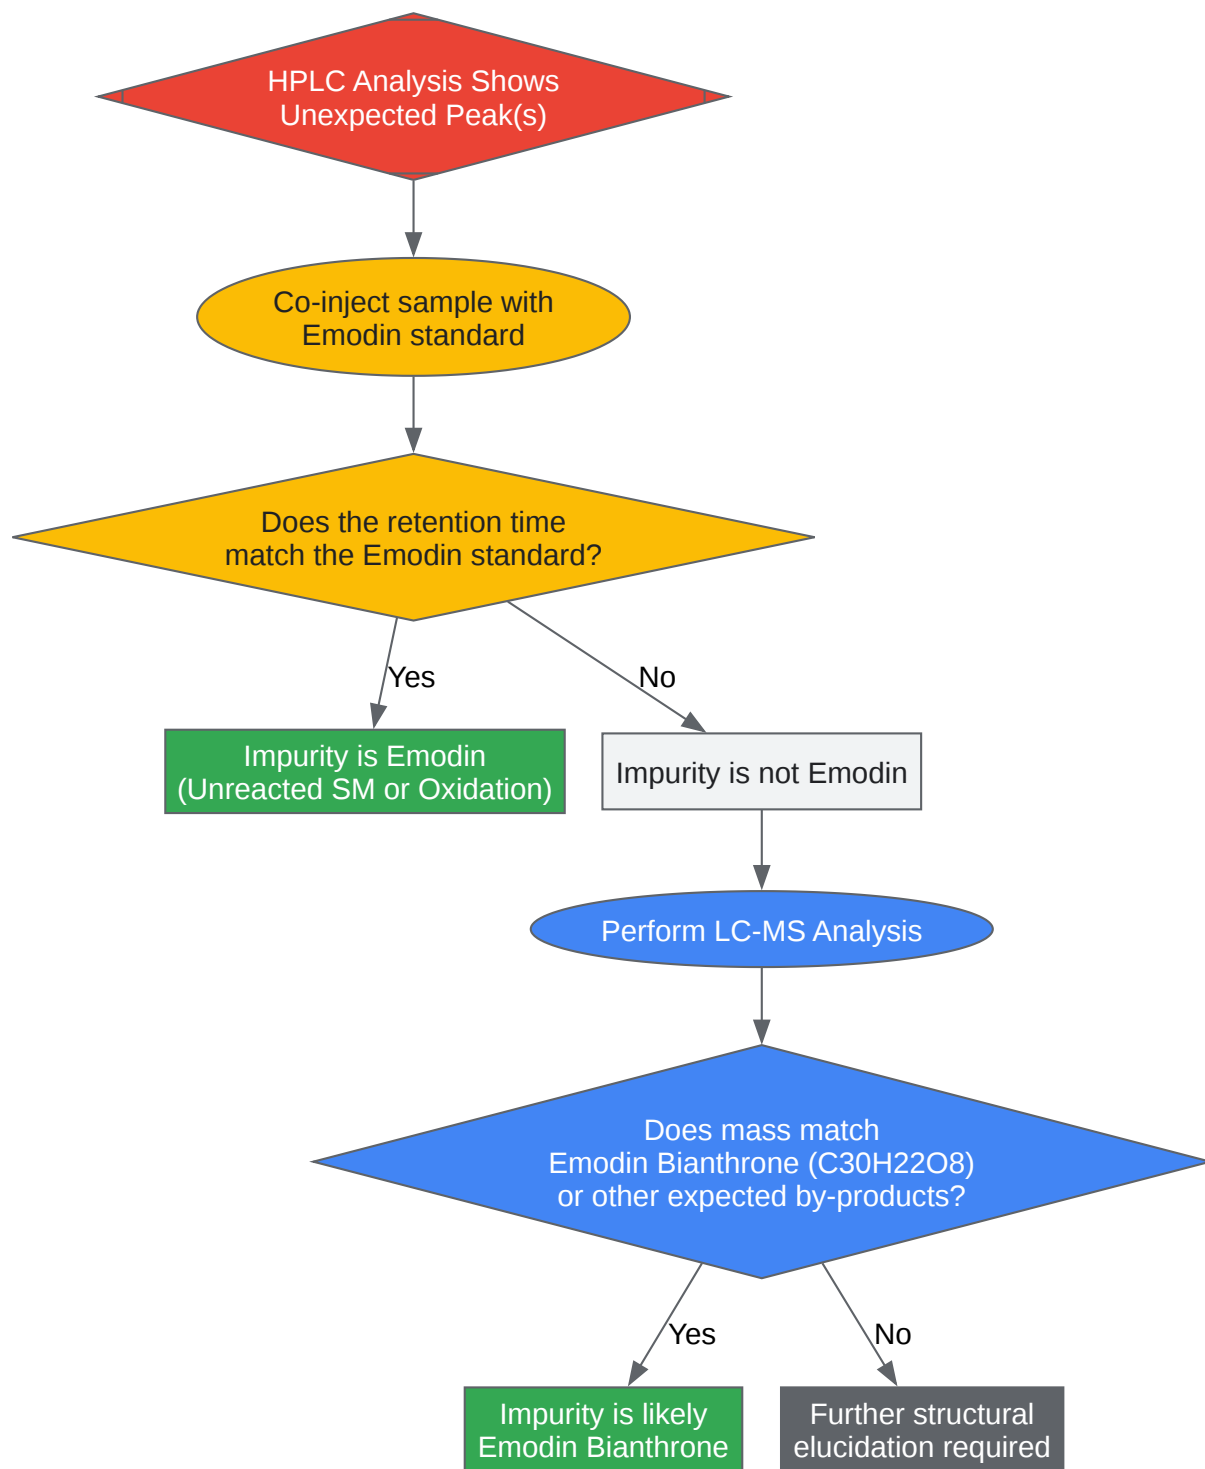 HPLC Analysis Shows
Unexpected Peak(s)
Co-inject sample with
Emodin standard
Does the retention time
match the Emodin standard?
Yes
No
Impurity is Emodin
(Unreacted SM or Oxidation)
Impurity is not Emodin
Perform LC-MS Analysis
Does mass match
Emodin Bianthrone (C30H22O8)
or other expected by-products?
Yes
No
Impurity is likely
Emodin Bianthrone
Further structural
elucidation required